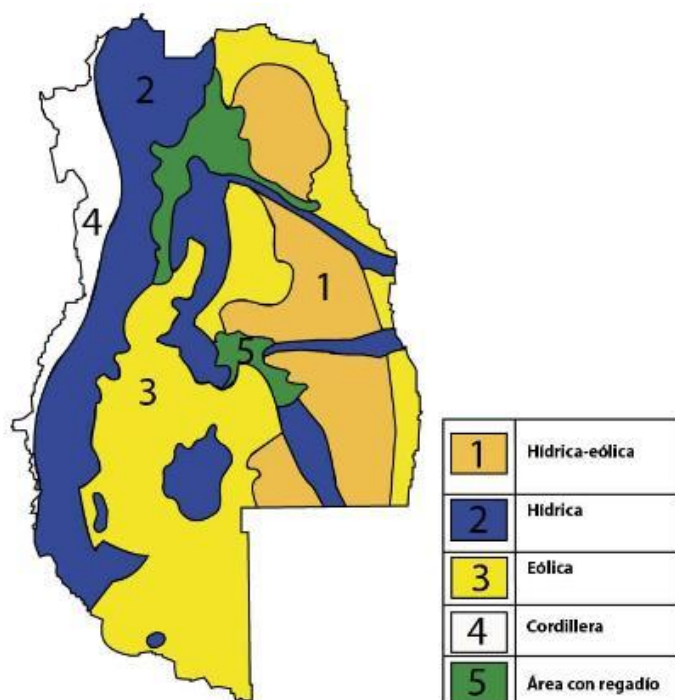 2
4
1
5
3
1 Hídrica-eólica
2 Hídrica
3 Eólica
4 Cordillera
5 Área con regadío